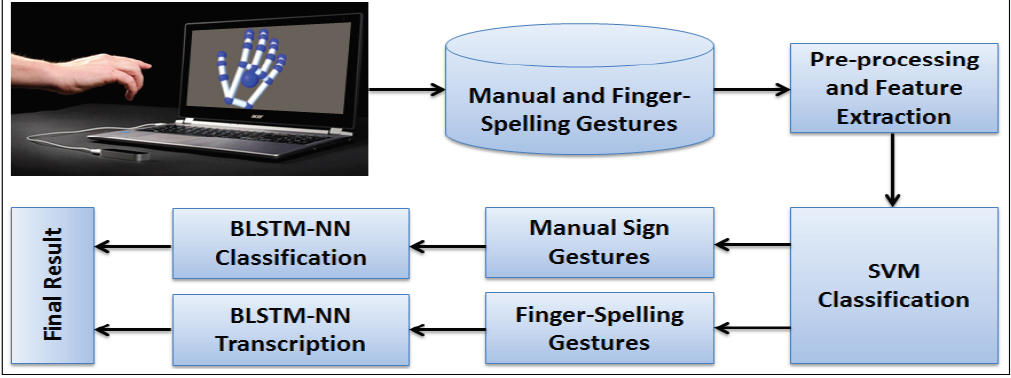 acer
Manual and Finger-
Spelling Gestures
Pre-processing
and Feature
Extraction
SVM
Classification
Manual Sign
Gestures
Finger-Spelling
Gestures
BLSTM-NN
Classification
BLSTM-NN
Transcription
Final Result